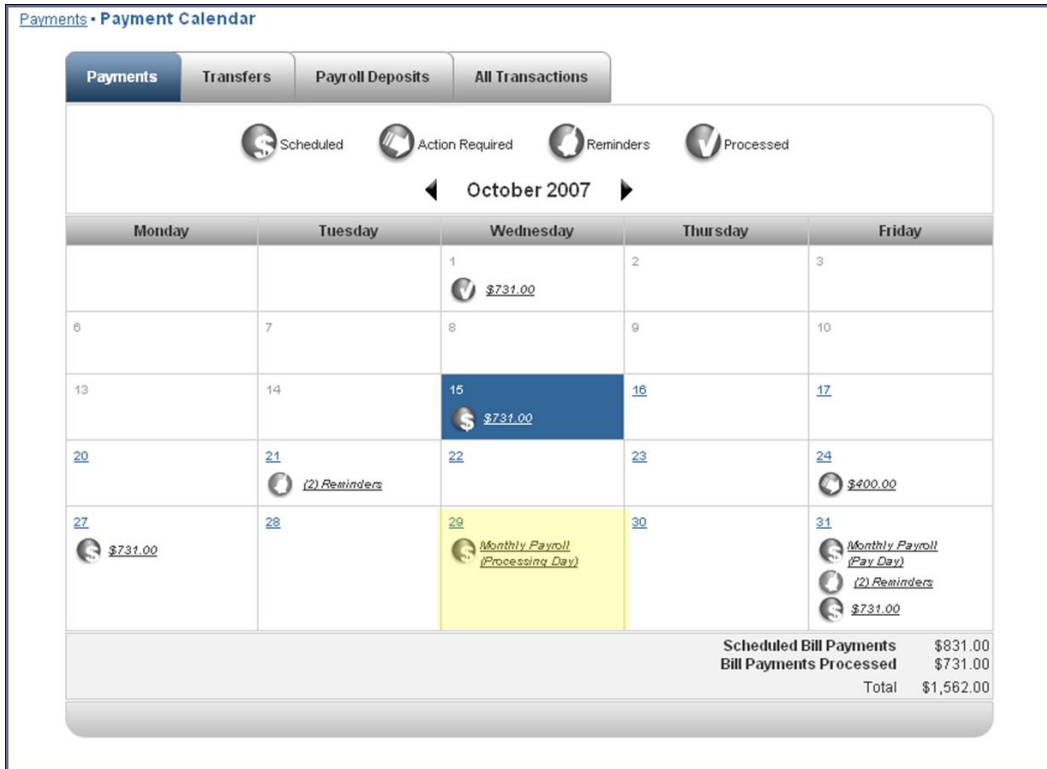 Payments • Payment Calendar
Payments Transfers Payroll Deposits All Transactions
Scheduled Action Required Reminders Processed
October 2007
Monday Tuesday Wednesday Thursday Friday
1 2 3
$731.00
6 7 8 9 10
13 14 15 16 17
$731.00
20 21 22 23 24
(2) Reminders $400.00
27 28 29 30 31
$731.00 Monthly Payroll Monthly Payroll
(Processing Day) (Pay Day)
(2) Reminders
$731.00
Scheduled Bill Payments $831.00
Bill Payments Processed $731.00
Total $1,562.00